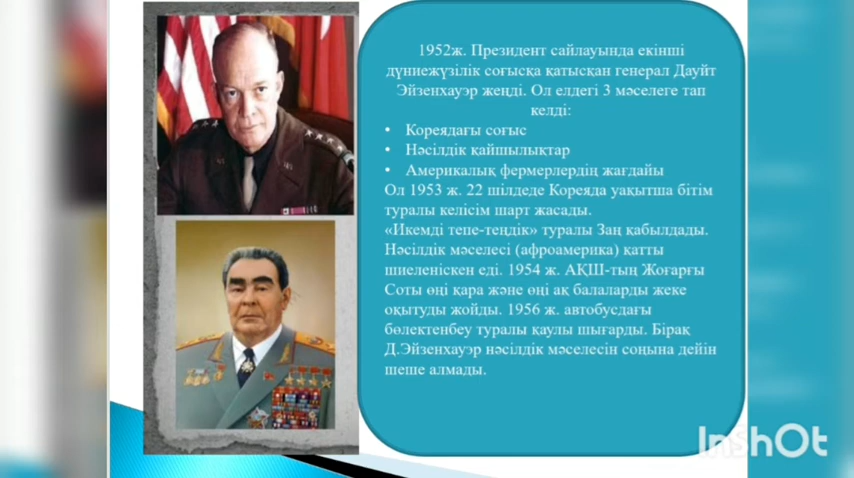 1952ж. Президент сайлауында екінші
дүниежүзілік соғысқа қатысқан генерал Дауйт
Эйзенхауэр жеңді. Ол елдегі 3 мәселеге тап
келді:
• Кореядағы соғыс
• Нәсілдік қайшылықтар
• Америкалық фермерлердің жағдайы
Ол 1953 ж. 22 шілдеде Кореяда уақытша бітім
туралы келісім шарт жасады.
«Икемді тепе-теңдік» туралы Заң қабылдады.
Нәсілдік мәселесі (афроамерика) қатты
шиеленіскен еді. 1954 ж. АҚШ-тың Жоғарғы
Соты өңі қара және өңі ақ балаларды жеке
оқытуды жойды. 1956 ж. автобусдағы
бөлектенбеу туралы қаулы шығарды. Бірақ
Д.Эйзенхауэр нәсілдік мәселесін соңына дейін
шеше алмады.
InshOt